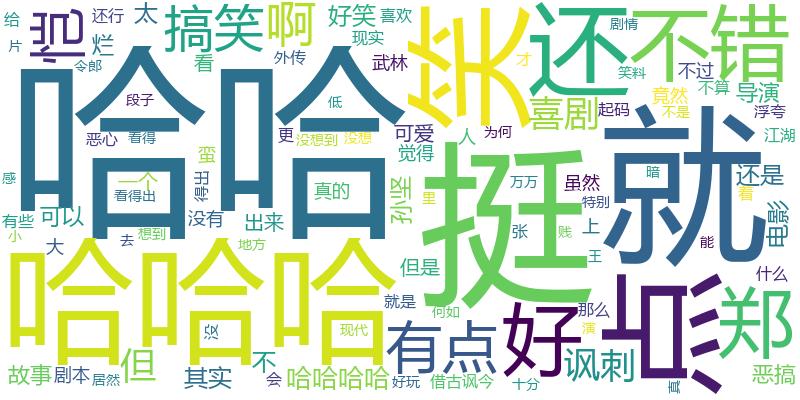 给
片
还行
太
烂
恺
令郎
搞笑
看
啊
外传
好笑
喜欢
现实
武林
笑
还
不错
剧情
笑料
才
不过
喜剧
起码
竟然
不算
导演
不是
浮夸
江湖
哈哈
段子
恶心
看得
低
没想到
没想
更
可爱
觉得
人
为何
蛮
一个
看得出
得出
真的
孙坚
感
有些
小
可以
大
去
想到
没有
出来
地方
挺
里
万万
虽然
特别
张
贬
上
王
就
暗
能
还是
看
电影
什么
哈哈哈
但是
就是
何如
现代
没
有点
好
那么
演
讽刺
真
影
郑
恶搞
故事
剧本
居然
但
其实
不
会
哈哈哈哈
好玩
借古讽今
十分